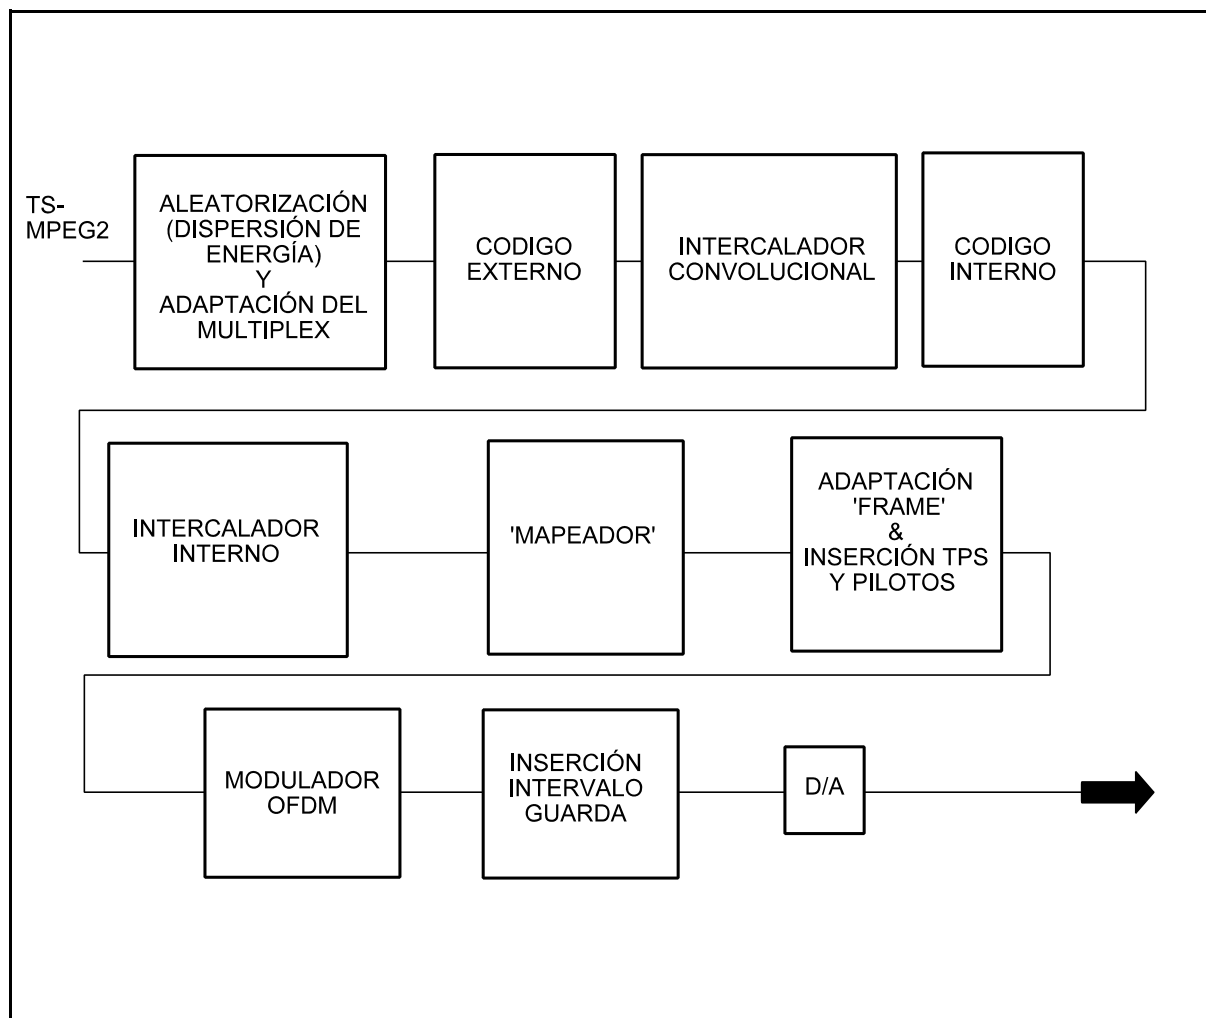 TS-
MPEG2
ALEATORIZACIÓN
(DISPERSIÓN DE
ENERGÍA)
Y
ADAPTACIÓN DEL
MULTIPLEX
CODIGO
EXTERNO
INTERCALADOR
CONVOLUCIONAL
CODIGO
INTERNO
INTERCALADOR
INTERNO
'MAPEADOR'
ADAPTACIÓN
'FRAME'
&
INSERCIÓN TPS
Y PILOTOS
MODULADOR
OFDM
INSERCIÓN
INTERVALO
GUARDA
D/A